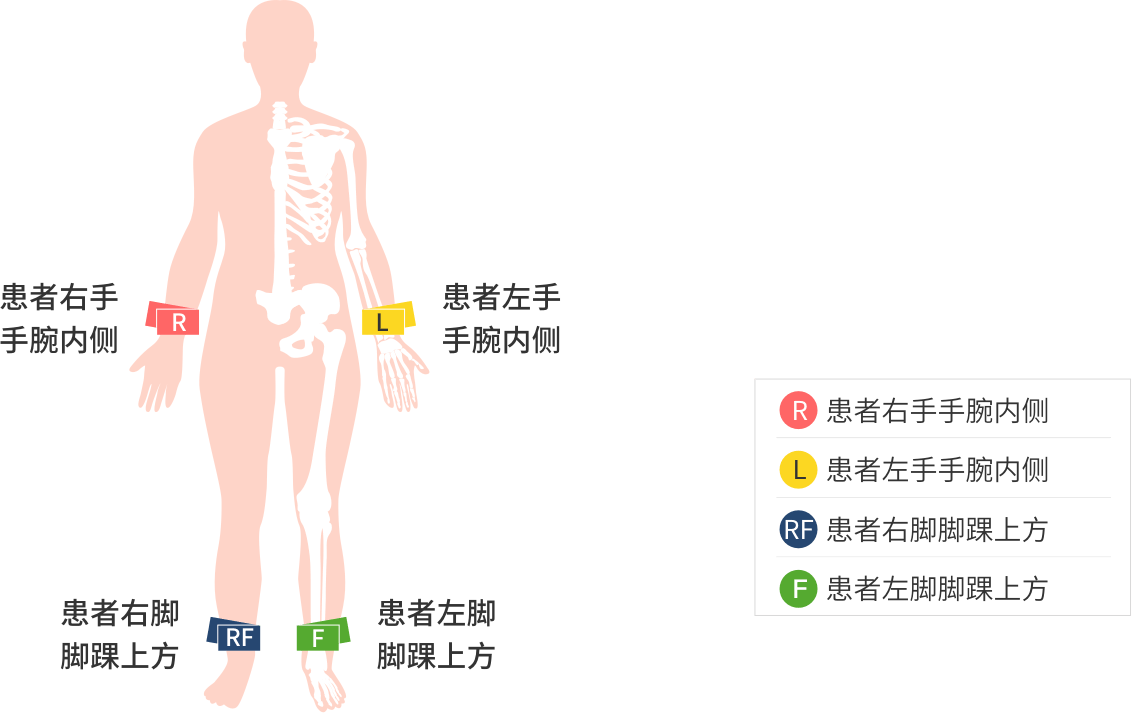 患者右手
手腕内侧
R
L
患者左手
手腕内侧
R 患者右手手腕内侧
L 患者左手手腕内侧
RF 患者右脚脚踝上方
F 患者左脚脚踝上方
患者右脚
脚踝上方
RF
F
患者左脚
脚踝上方